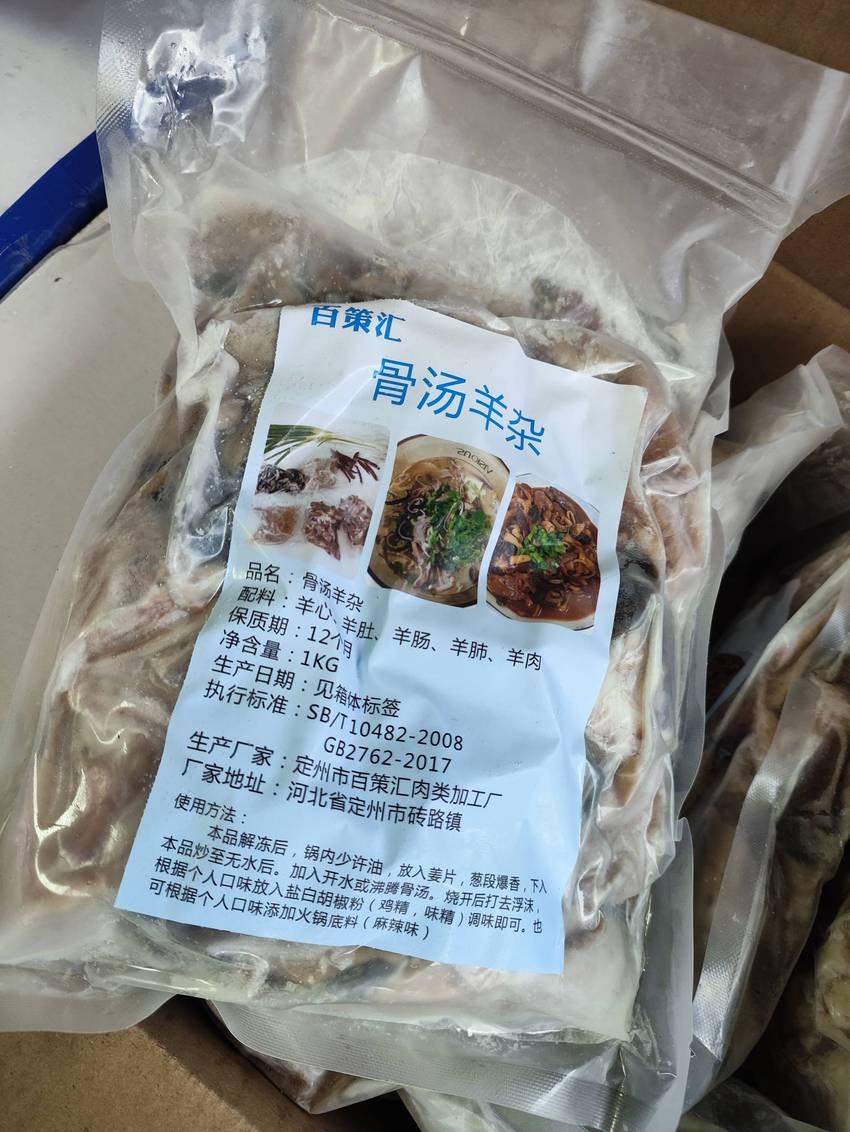 百策汇
骨汤羊杂
品名：骨汤羊杂
配料：羊心、羊肚、羊肠、羊肺、羊肉
保质期：12个月
净含量：1KG
生产日期：见箱体标签
执行标准：SB/T10482-2008
GB2762-2017
生产厂家：定州市百策汇肉类加工厂
厂家地址：河北省定州市砖路镇
使用方法：
本品解冻后，锅内少许油，放入姜片，葱段爆香，下入
本品炒至无水后。加入开水或沸腾骨汤。烧开后打去浮沫，
根据个人口味放入盐白胡椒粉（鸡精，味精）调味即可。也
可根据个人口味添加火锅底料（麻辣味）